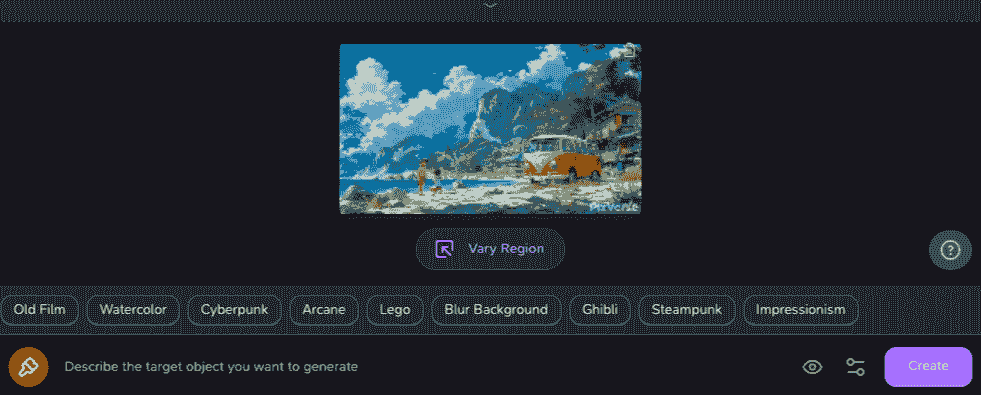 Vary Region
Old Film Watercolor Cyberpunk Arcane Lego Blur Background Ghibli Steampunk Impressionism
Describe the target object you want to generate Create